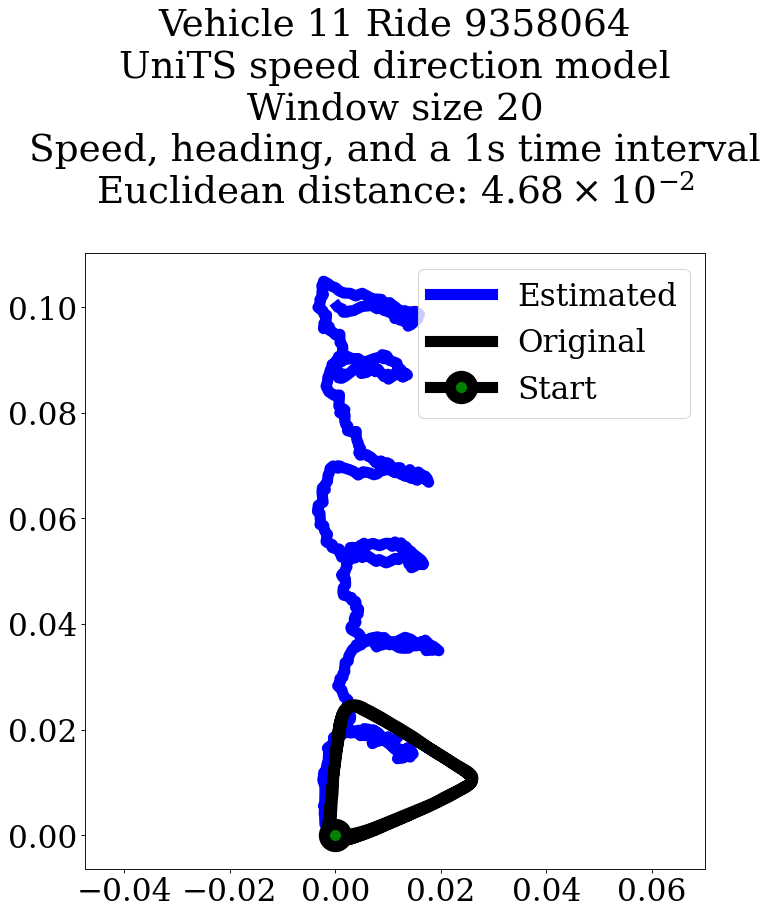 Vehicle 11 Ride 9358064
UniTS speed direction model
Window size 20
Speed, heading, and a 1s time interval
Euclidean distance: 4.68 × 10⁻²
Estimated
Original
Start
0.10
0.08
0.06
0.04
0.02
0.00
−0.04 −0.02 0.00 0.02 0.04 0.06